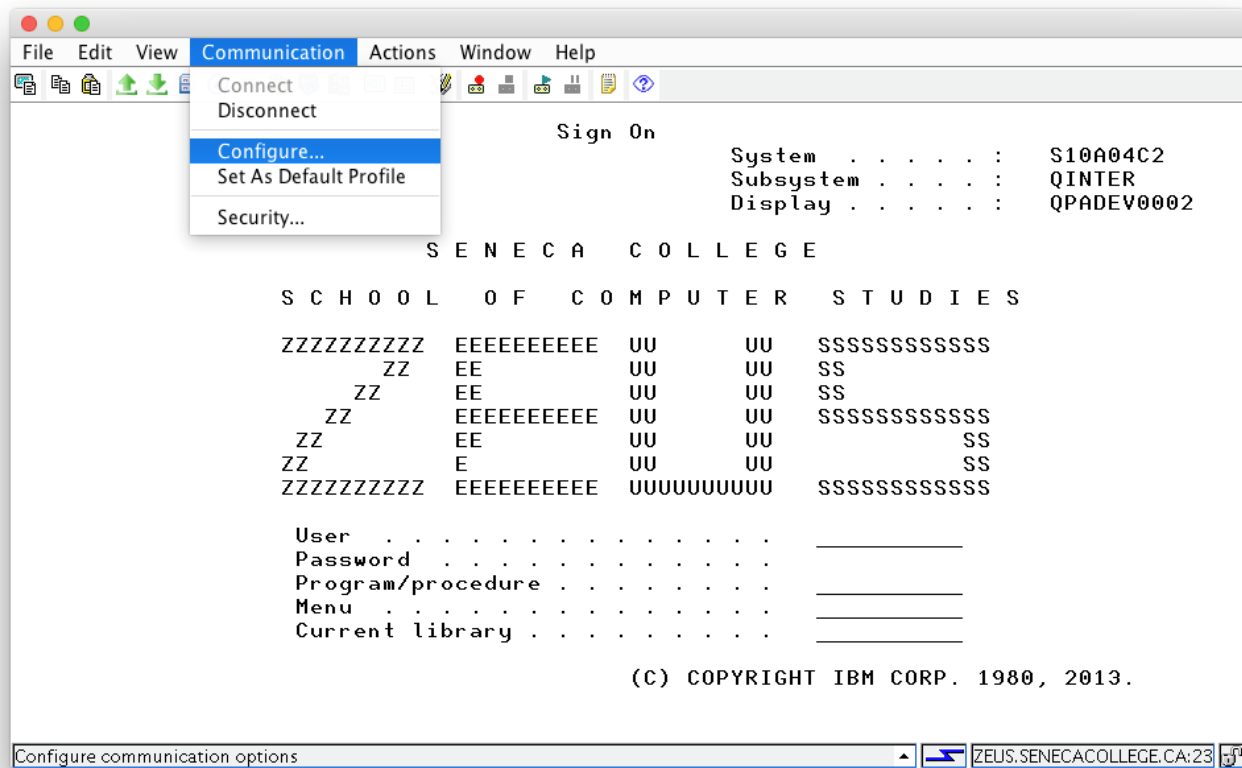 File Edit View Communication Actions Window Help
Connect
Disconnect
Configure...
Set As Default Profile
Security...
Sign On
System . . . . . : S10A04C2
Subsystem . . . . : QINTER
Display . . . . . : QPADEV0002
S E N E C A   C O L L E G E
S C H O O L   O F   C O M P U T E R   S T U D I E S
ZZZZZZZZZZ  EEEEEEEEEE  UU      UU   SSSSSSSSSSSS
       ZZ   EE          UU      UU   SS
     ZZ     EE          UU      UU   SS
   ZZ       EEEEEEEEEE  UU      UU   SSSSSSSSSSSS
 ZZ         EE          UU      UU             SS
ZZ          E           UU      UU             SS
ZZZZZZZZZZ  EEEEEEEEEE  UUUUUUUUUU   SSSSSSSSSSSS
User  . . . . . . . . . . . . . .
Password  . . . . . . . . . . . .
Program/procedure . . . . . . . .
Menu  . . . . . . . . . . . . . .
Current library . . . . . . . . .
(C) COPYRIGHT IBM CORP. 1980, 2013.
Configure communication options ZEUS.SENECACOLLEGE.CA:23